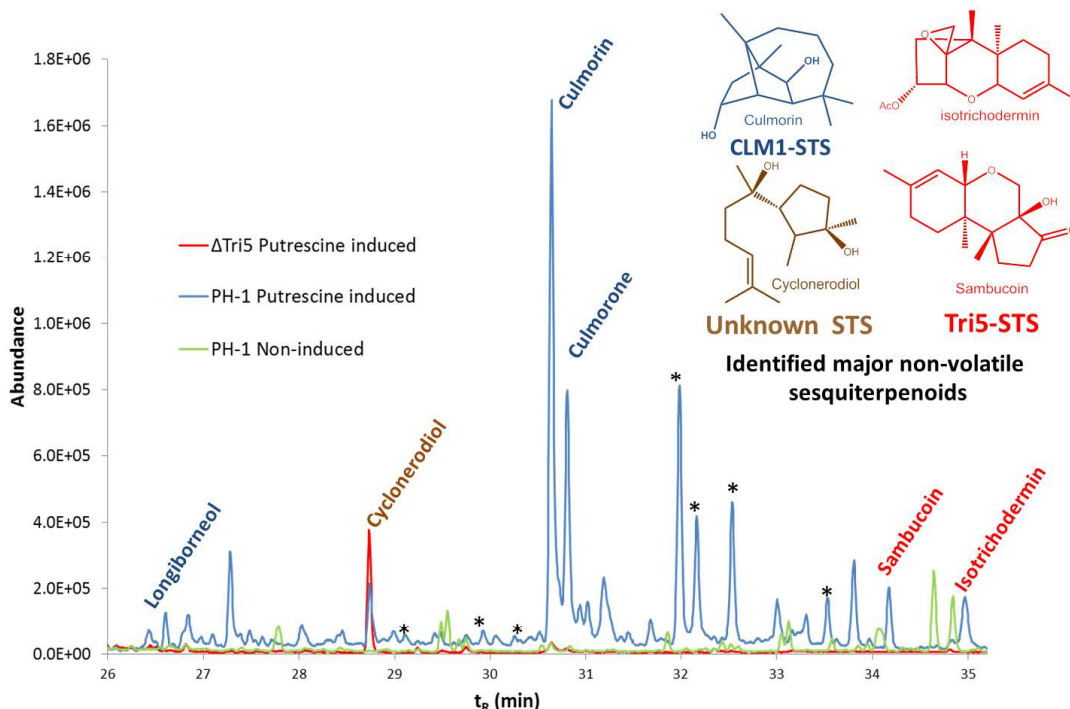 1.8E+06
1.6E+06
1.4E+06
1.2E+06
1.0E+06
8.0E+05
6.0E+05
4.0E+05
2.0E+05
0.0E+00
Abundance
26 27 28 29 30 31 32 33 34 35
t_R (min)
ΔTri5 Putrescine induced
PH-1 Putrescine induced
PH-1 Non-induced
Longiborneol
Cyclonerodiol
Culmorin
Culmorone
Sambucoin
Isotrichodermin
* * * * * * *
OH
HO
Culmorin
CLM1-STS
O
AcO
O
isotrichodermin
OH
OH
Cyclonerodiol
Unknown STS
H
O
OH
O
Sambucoin
Tri5-STS
Identified major non-volatile
sesquiterpenoids